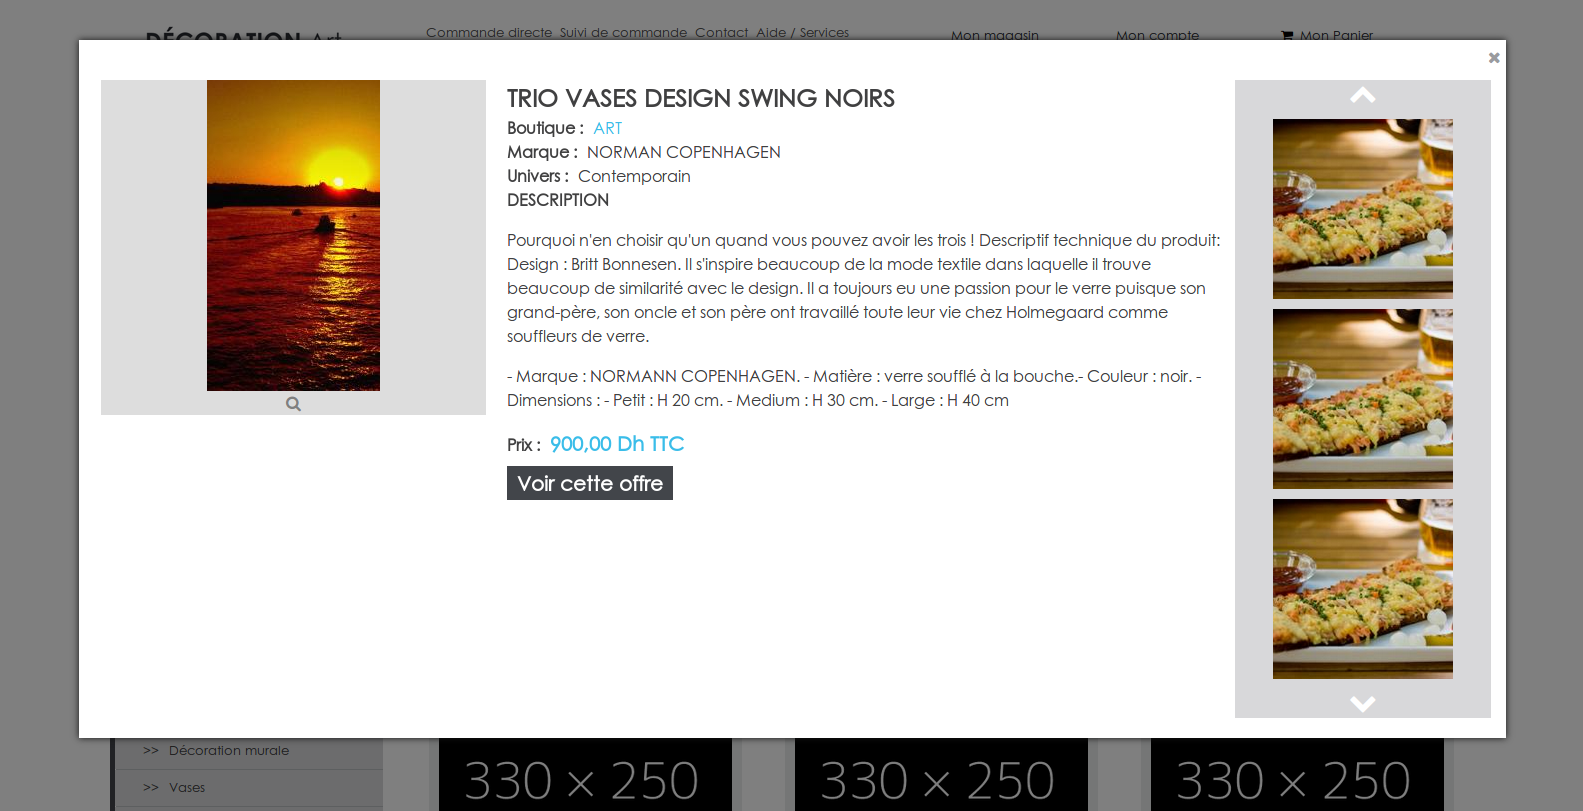 DÉCORATION Art
Commande directe Suivi de commande Contact Aide / Services
Mon magasin
Mon compte
Mon Panier
TRIO VASES DESIGN SWING NOIRS
Boutique : ART
Marque : NORMAN COPENHAGEN
Univers : Contemporain
DESCRIPTION
Pourquoi n'en choisir qu'un quand vous pouvez avoir les trois ! Descriptif technique du produit:
Design : Britt Bonnesen. Il s'inspire beaucoup de la mode textile dans laquelle il trouve
beaucoup de similarité avec le design. Il a toujours eu une passion pour le verre puisque son
grand-père, son oncle et son père ont travaillé toute leur vie chez Holmegaard comme
souffleurs de verre.
- Marque : NORMANN COPENHAGEN. - Matière : verre soufflé à la bouche.- Couleur : noir. -
Dimensions : - Petit : H 20 cm. - Medium : H 30 cm. - Large : H 40 cm
Prix : 900,00 Dh TTC
Voir cette offre
>> Décoration murale
>> Vases
330 × 250
330 × 250
330 × 250